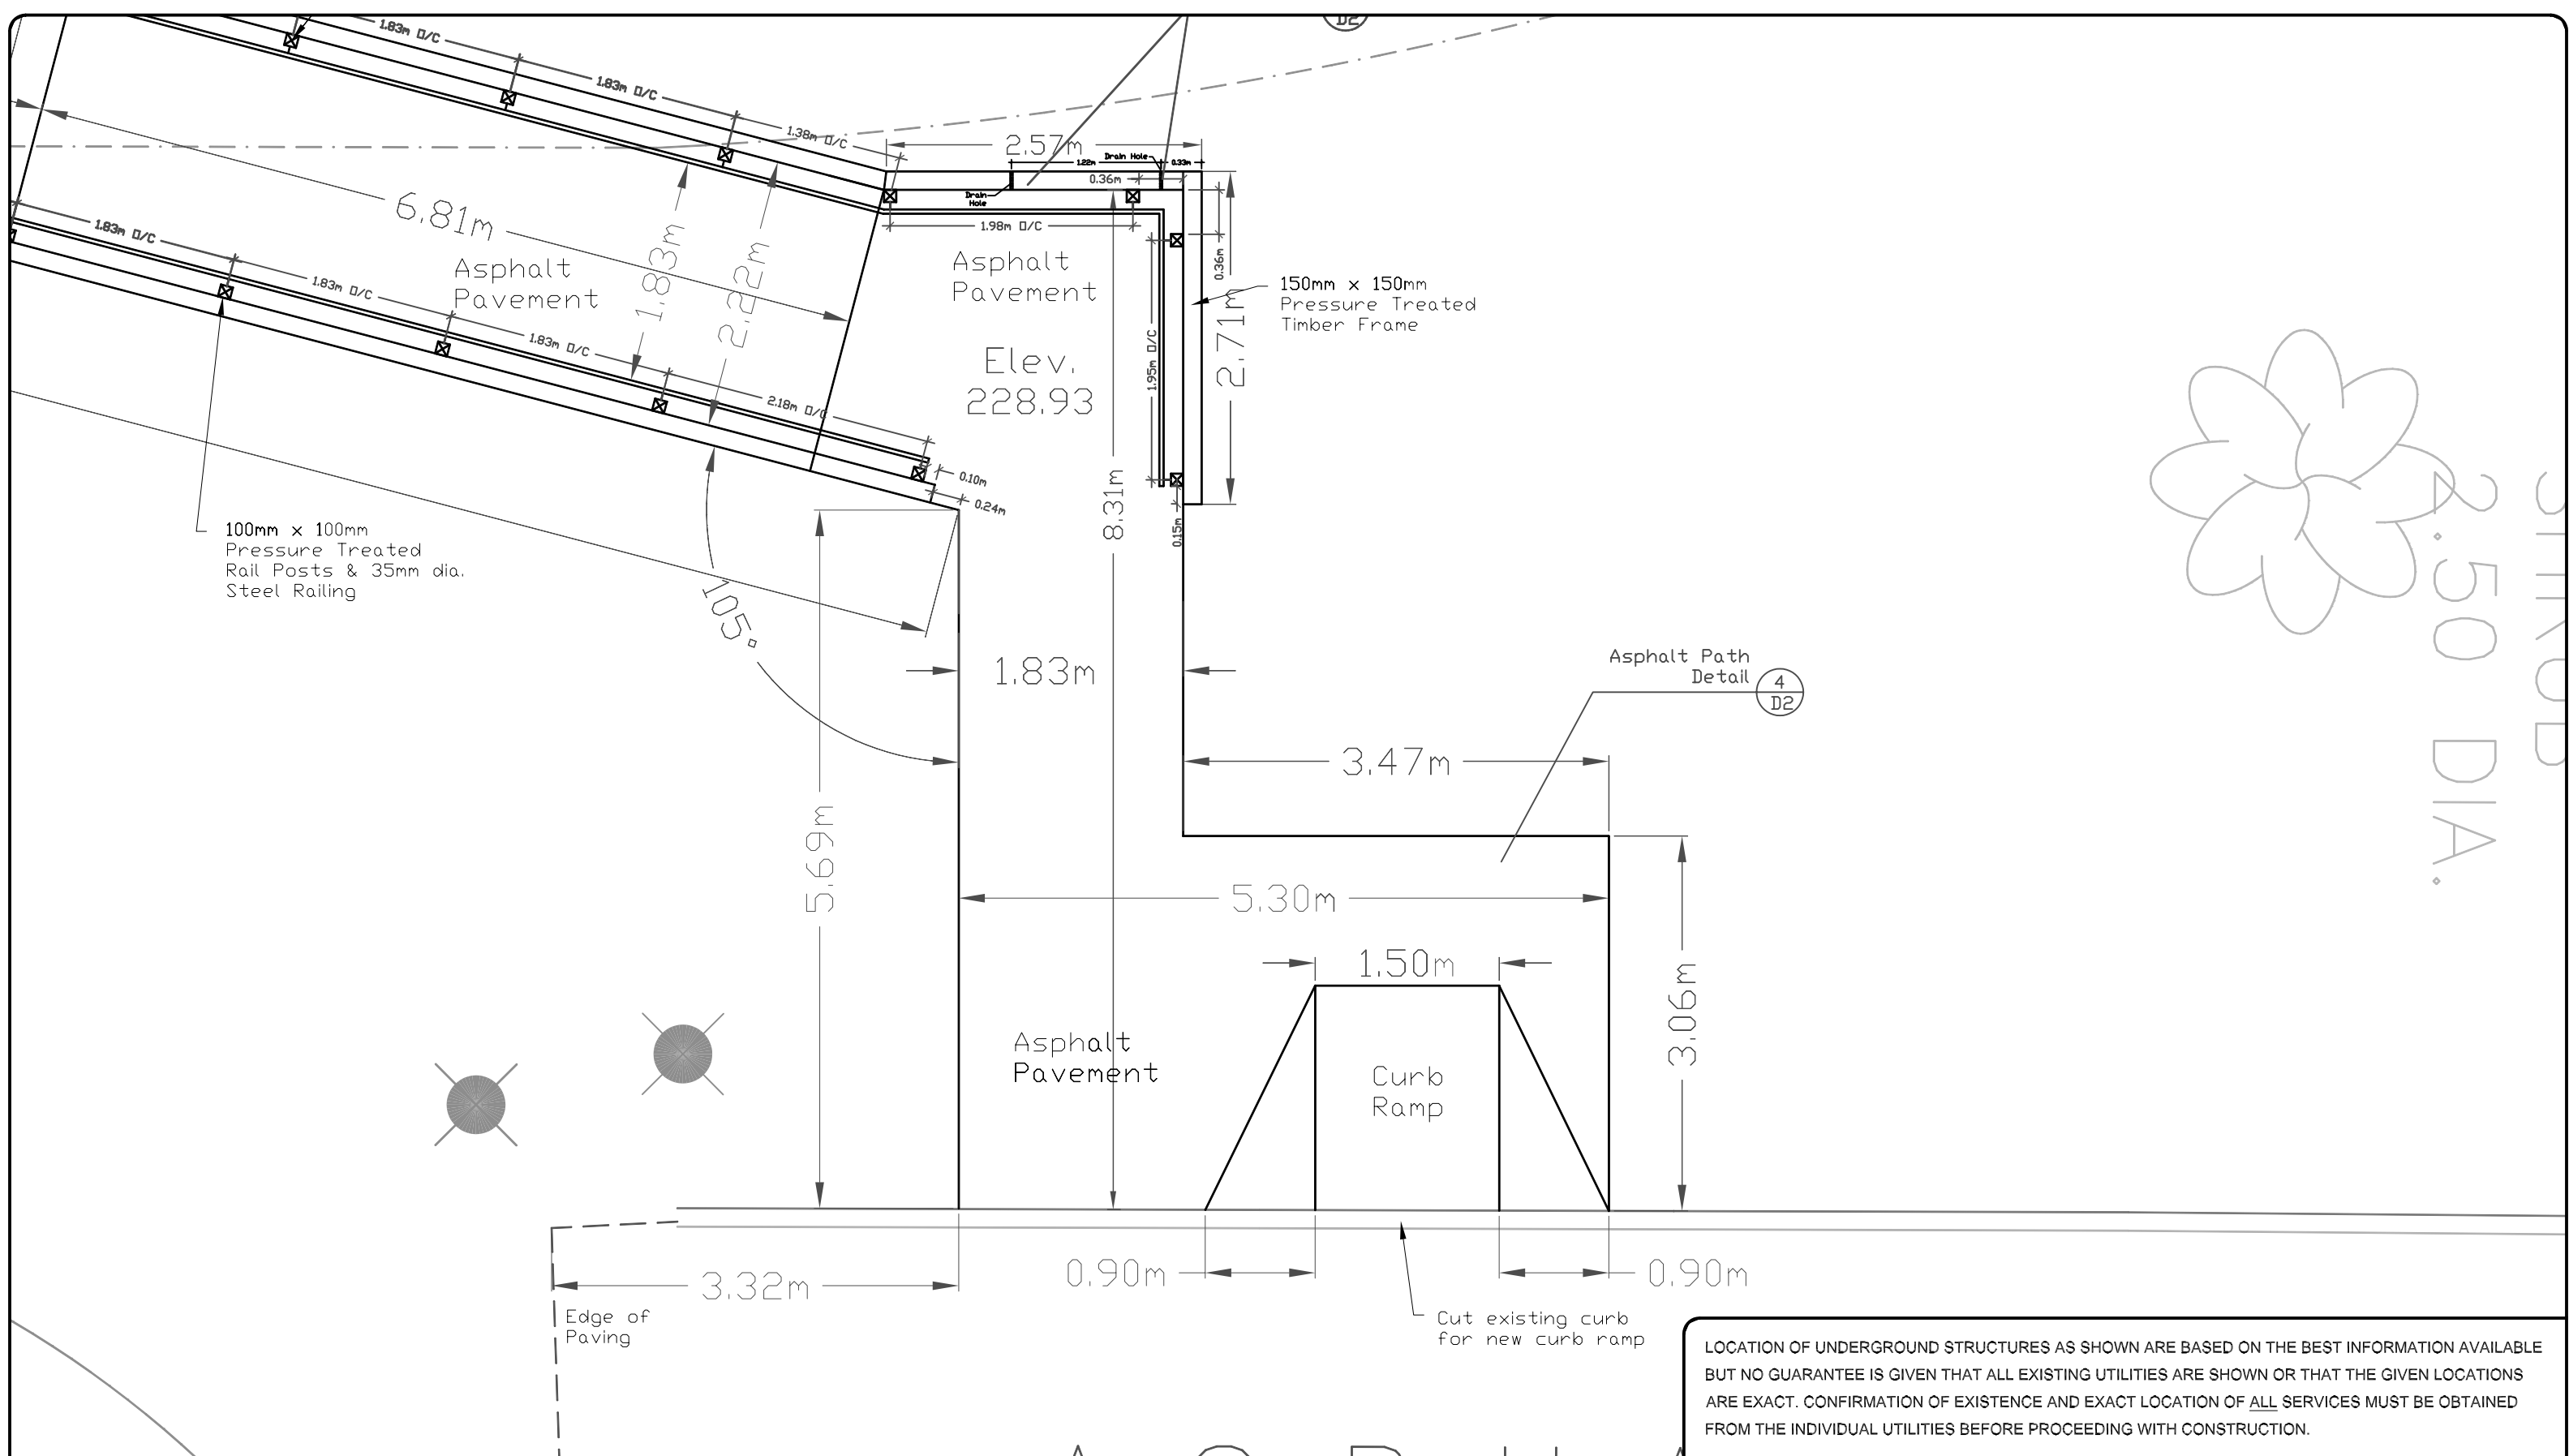 D2
1.83m O/C
1.83m O/C
1.38m O/C
2.57m
Drain Hole
1.22m
0.33m
0.36m
Drain
Hole
6.81m
1.83m O/C
1.98m O/C
0.36m
Asphalt
Pavement
1.83m
2.22m
Asphalt
Pavement
150mm x 150mm
Pressure Treated
Timber Frame
1.83m O/C
1.83m O/C
2.71m
1.95m O/C
Elev.
228.93
2.18m O/C
0.10m
0.24m
8.31m
0.15m
100mm x 100mm
Pressure Treated
Rail Posts & 35mm dia.
Steel Railing
105°
1.83m
Asphalt Path
Detail
4
D2
2.50 DIA.
3.47m
5.69m
5.30m
1.50m
3.06m
Asphalt
Pavement
Curb
Ramp
3.32m
0.90m
0.90m
Edge of
Paving
Cut existing curb
for new curb ramp
LOCATION OF UNDERGROUND STRUCTURES AS SHOWN ARE BASED ON THE BEST INFORMATION AVAILABLE
BUT NO GUARANTEE IS GIVEN THAT ALL EXISTING UTILITIES ARE SHOWN OR THAT THE GIVEN LOCATIONS
ARE EXACT. CONFIRMATION OF EXISTENCE AND EXACT LOCATION OF ALL SERVICES MUST BE OBTAINED
FROM THE INDIVIDUAL UTILITIES BEFORE PROCEEDING WITH CONSTRUCTION.